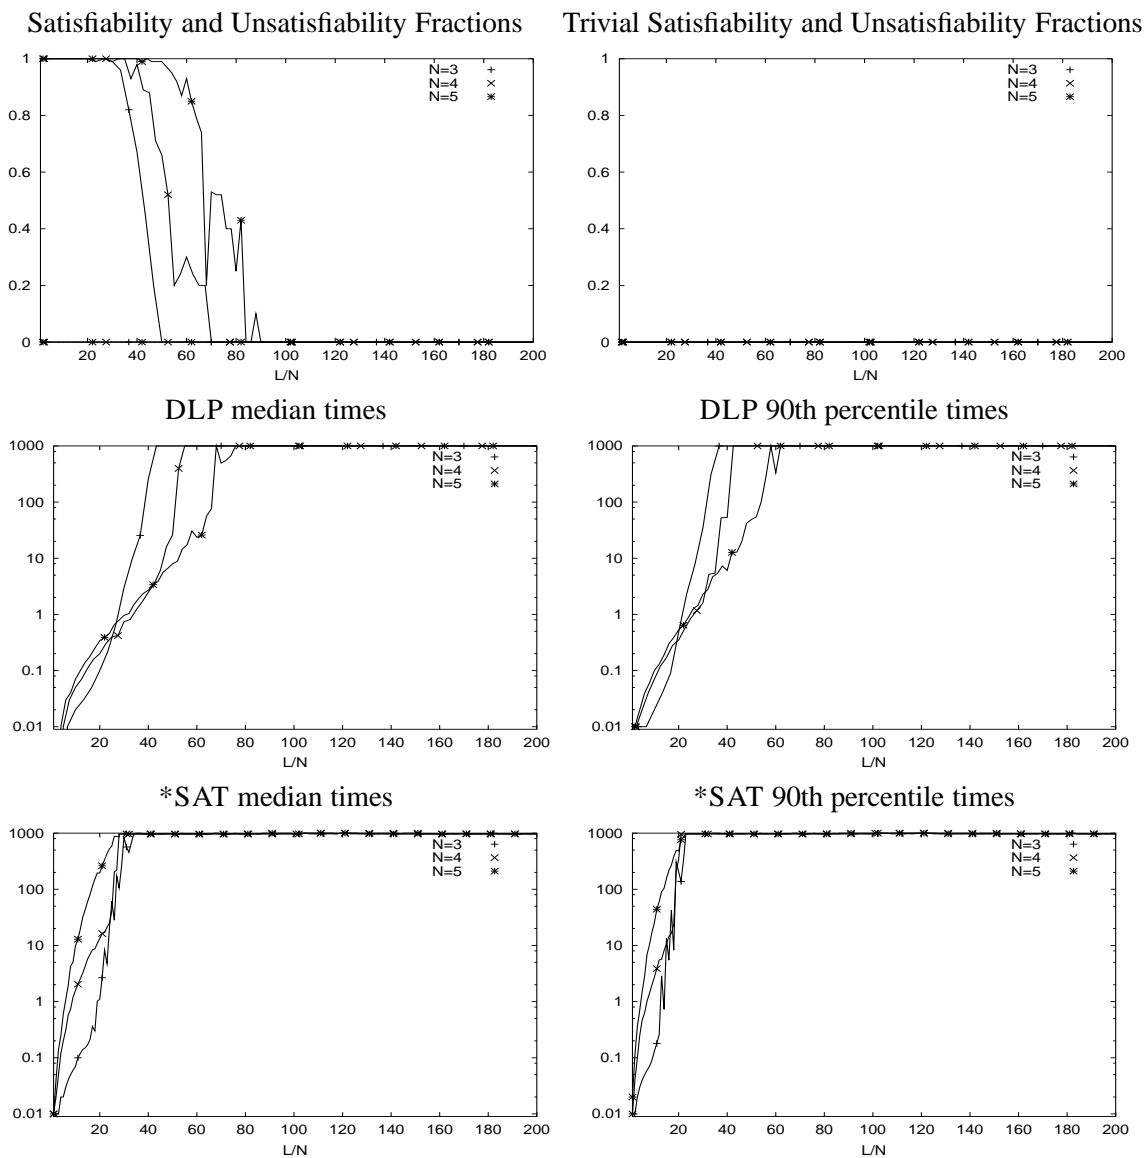 Satisfiability and Unsatisfiability Fractions
1
0.8
0.6
0.4
0.2
0
20 40 60 80 100 120 140 160 180 200
L/N
N=3
N=4
N=5
Trivial Satisfiability and Unsatisfiability Fractions
1
0.8
0.6
0.4
0.2
0
20 40 60 80 100 120 140 160 180 200
L/N
N=3
N=4
N=5
DLP median times
1000
100
10
1
0.1
0.01
20 40 60 80 100 120 140 160 180 200
L/N
N=3
N=4
N=5
DLP 90th percentile times
1000
100
10
1
0.1
0.01
20 40 60 80 100 120 140 160 180 200
L/N
N=3
N=4
N=5
*SAT median times
1000
100
10
1
0.1
0.01
20 40 60 80 100 120 140 160 180 200
L/N
N=3
N=4
N=5
*SAT 90th percentile times
1000
100
10
1
0.1
0.01
20 40 60 80 100 120 140 160 180 200
L/N
N=3
N=4
N=5